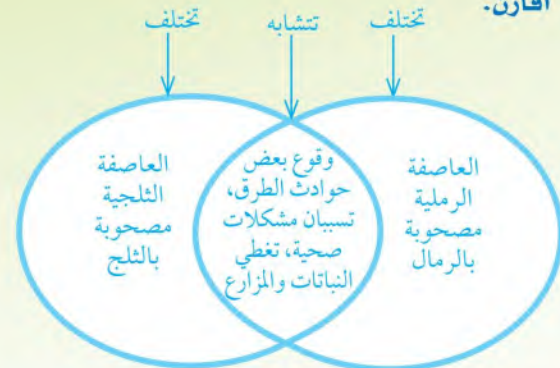 أقارن:
تختلف
تتشابه
تختلف
العاصفة
الرملية
مصحوبة
بالرمال
وقوع بعض
حوادث الطرق،
تسببان مشكلات
صحية، تغطي
النباتات والمزارع
العاصفة
الثلجية
مصحوبة
بالثلج